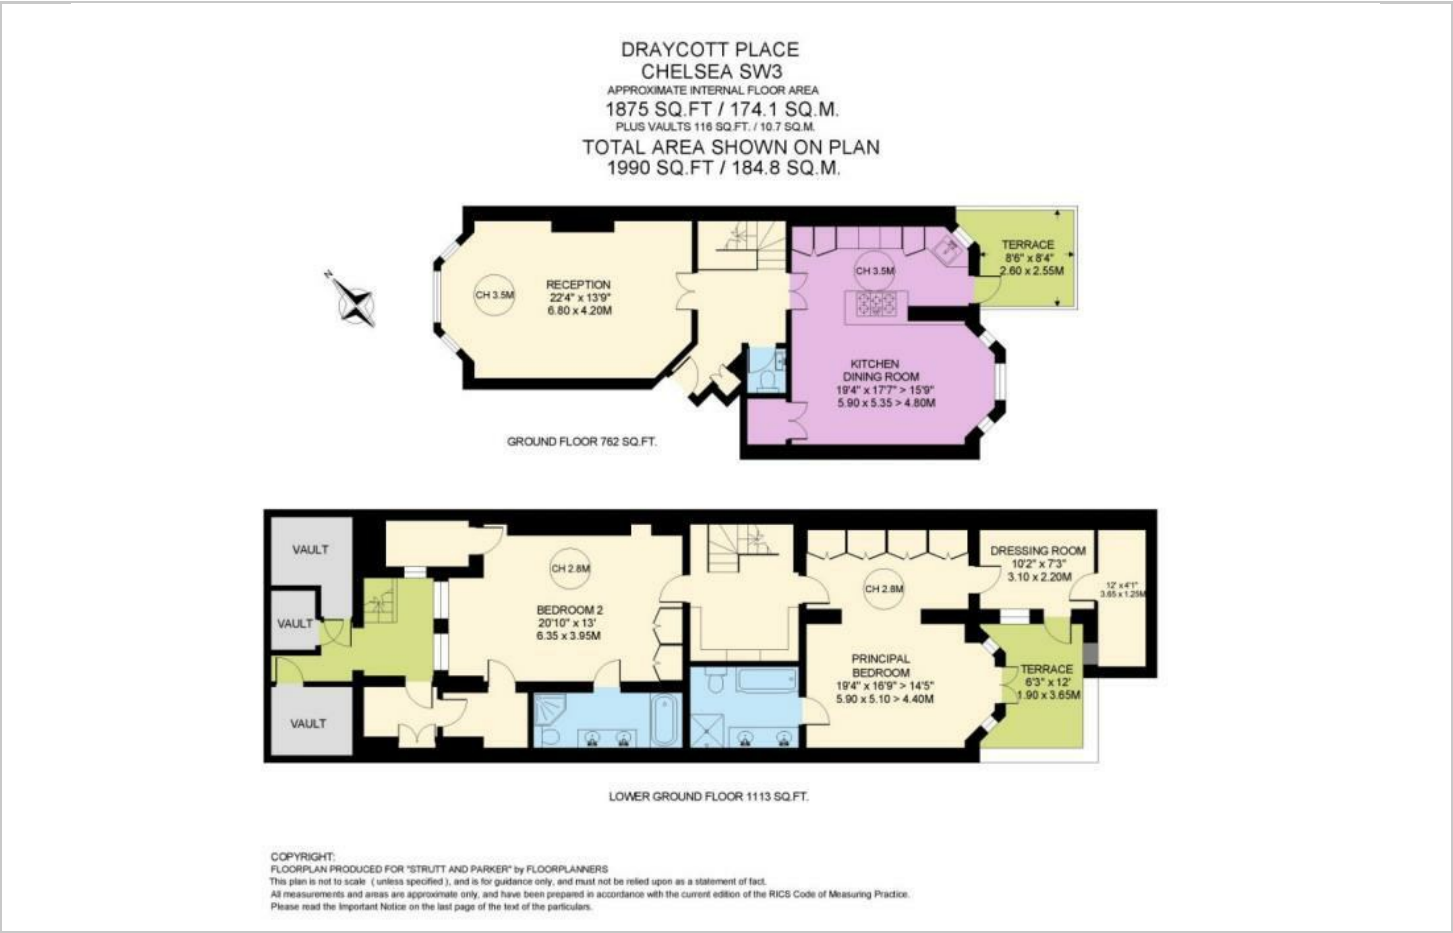 DRAYCOTT PLACE
CHELSEA SW3
APPROXIMATE INTERNAL FLOOR AREA
1875 SQ.FT / 174.1 SQ.M.
PLUS VAULTS 116 SQ.FT. / 10.7 SQ.M.
TOTAL AREA SHOWN ON PLAN
1990 SQ.FT / 184.8 SQ.M.
N
CH 3.5M
RECEPTION
22'4" x 13'9"
6.80 x 4.20M
CH 3.5M
TERRACE
8'6" x 8'4"
2.60 x 2.55M
KITCHEN
DINING ROOM
19'4" x 17'7" > 15'9"
5.90 x 5.35 > 4.80M
GROUND FLOOR 762 SQ.FT.
VAULT
VAULT
VAULT
CH 2.8M
BEDROOM 2
20'10" x 13'
6.35 x 3.95M
CH 2.8M
PRINCIPAL
BEDROOM
19'4" x 16'9" > 14'5"
5.90 x 5.10 > 4.40M
DRESSING ROOM
10'2" x 7'3"
3.10 x 2.20M
12' x 4'1"
3.65 x 1.25M
TERRACE
6'3" x 12'
1.90 x 3.65M
LOWER GROUND FLOOR 1113 SQ.FT.
COPYRIGHT:
FLOORPLAN PRODUCED FOR "STRUTT AND PARKER" by FLOORPLANNERS
This plan is not to scale ( unless specified ), and is for guidance only, and must not be relied upon as a statement of fact.
All measurements and areas are approximate only, and have been prepared in accordance with the current edition of the RICS Code of Measuring Practice.
Please read the Important Notice on the last page of the text of the particulars.